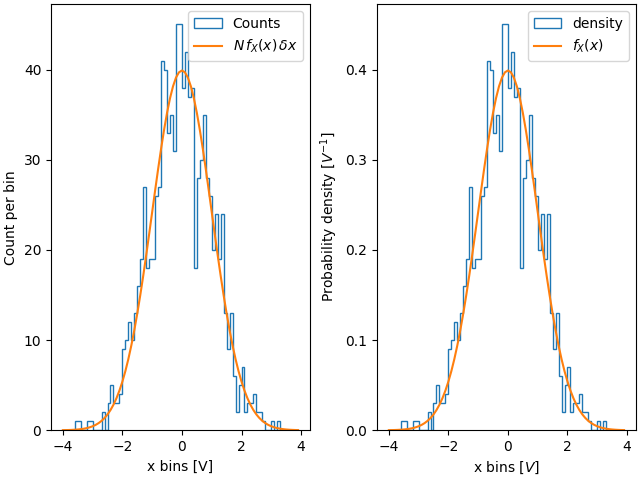 Counts
N f_X(x) δx
Count per bin
40
30
20
10
0
−4
−2
0
2
4
x bins [V]
density
f_X(x)
Probability density [V⁻¹]
0.4
0.3
0.2
0.1
0.0
−4
−2
0
2
4
x bins [V]